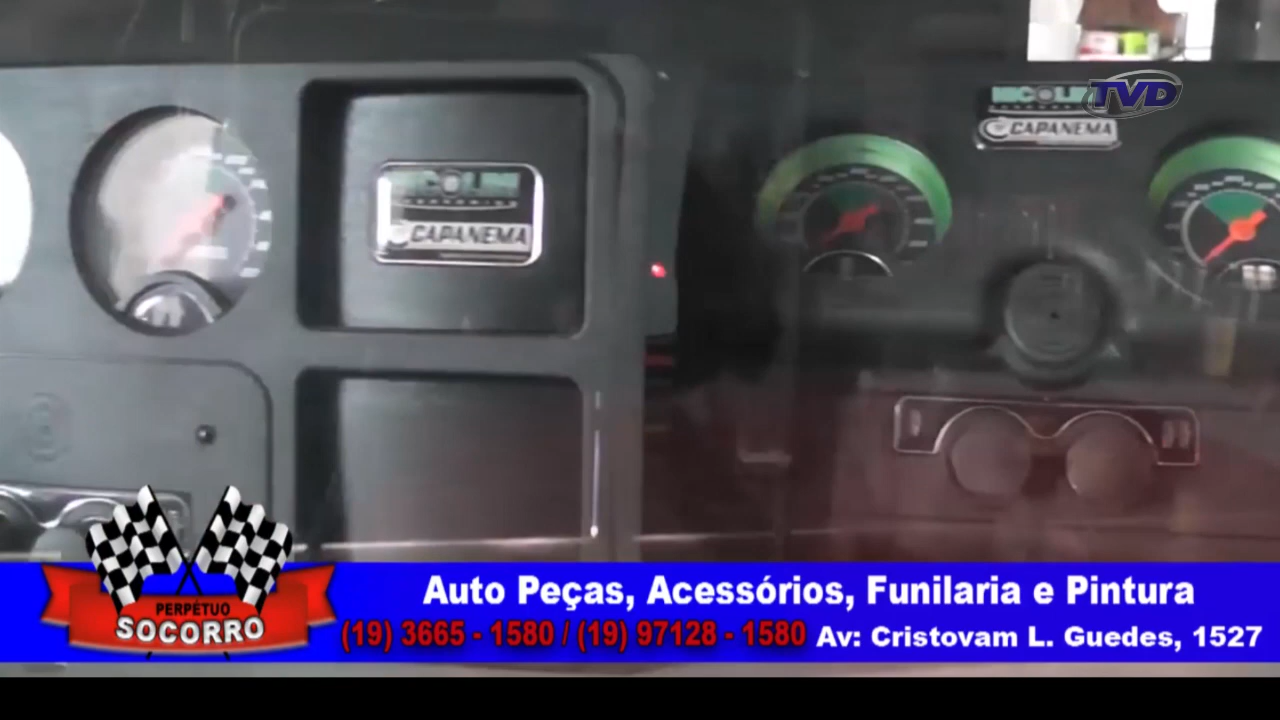 TVD
CAPANEMA
CAPANEMA
Auto Peças, Acessórios, Funilaria e Pintura
PERPÉTUO
SOCORRO
(19) 3665 - 1580 / (19) 97128 - 1580
Av: Cristovam L. Guedes, 1527